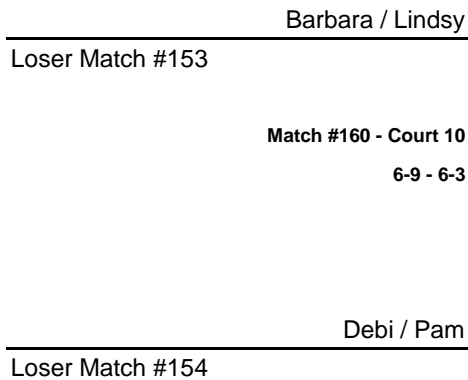 Barbara / Lindsy
Loser Match #153
Match #160 - Court 10
6-9 - 6-3
Debi / Pam
Loser Match #154